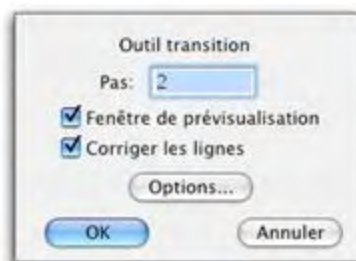 Outil transition
Pas: 2
Fenêtre de prévisualisation
Corriger les lignes
Options...
OK Annuler